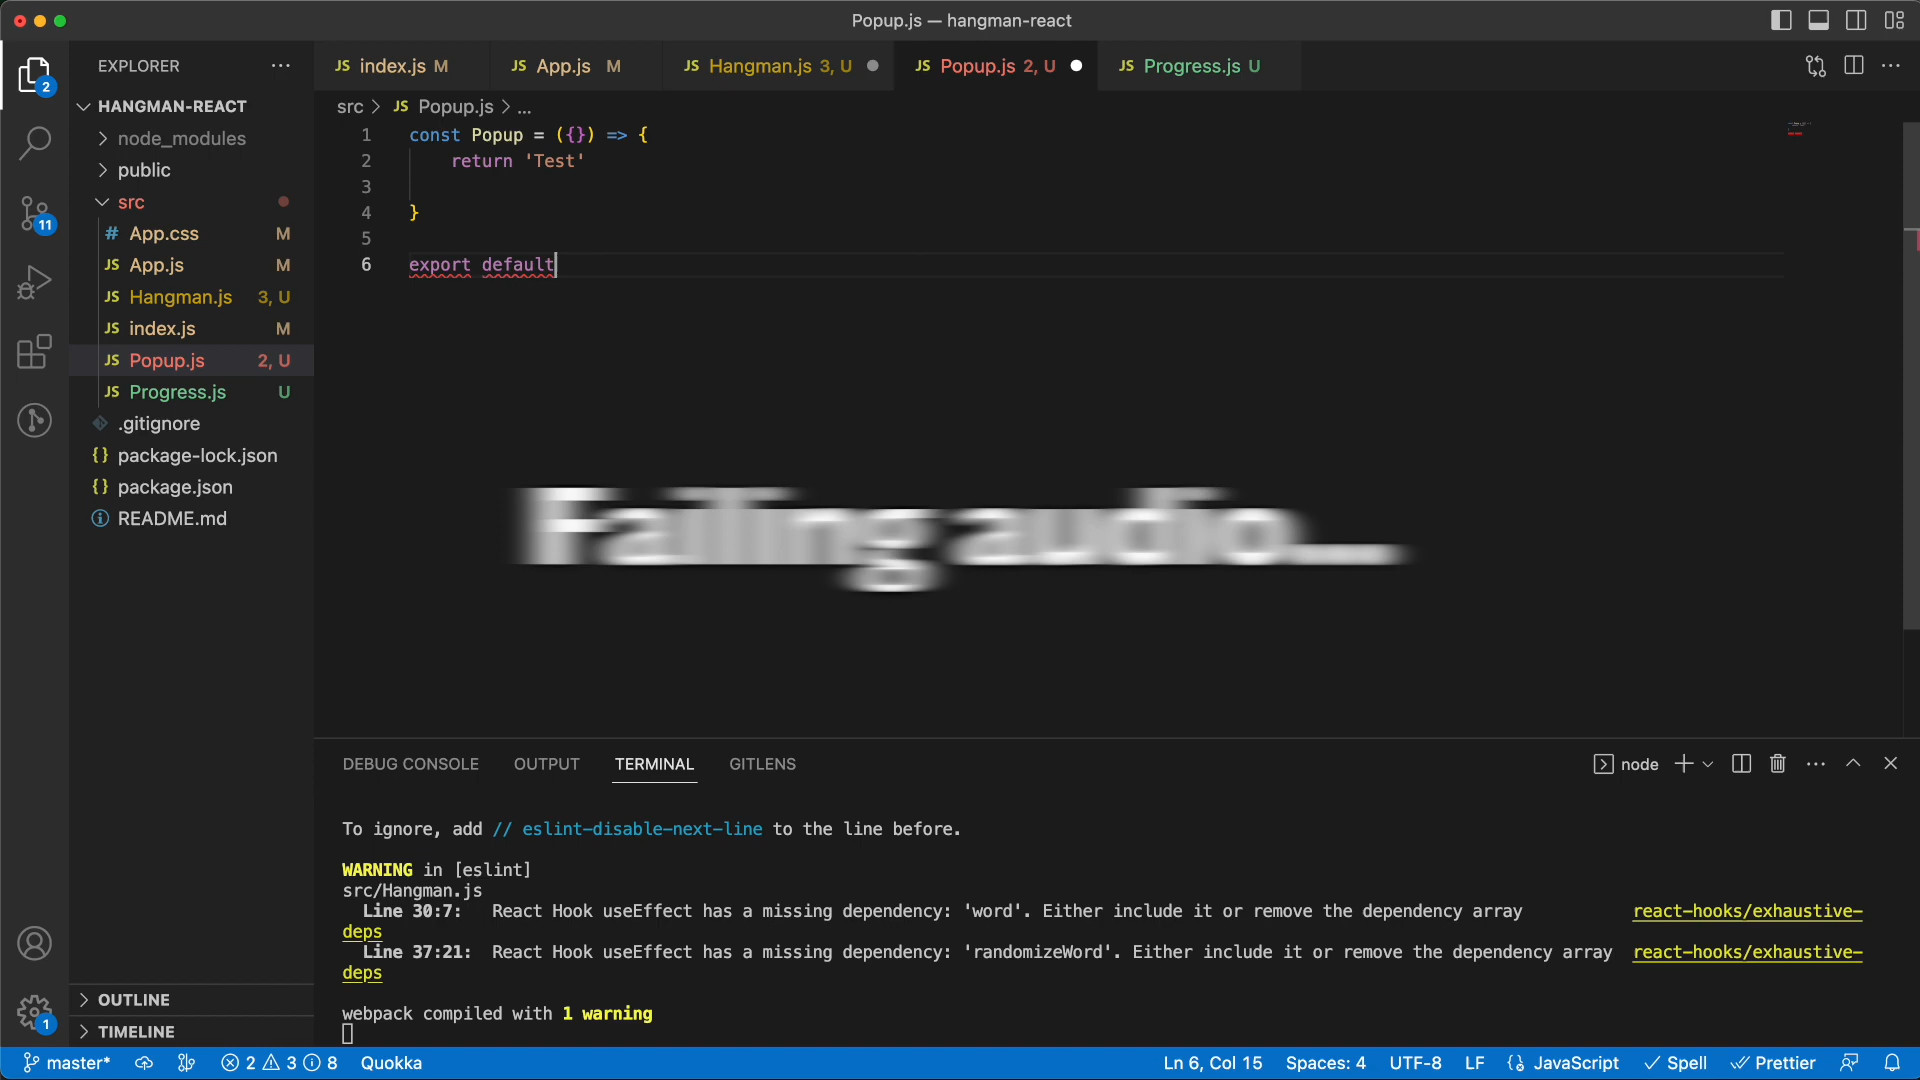 Popup.js — hangman-react
2
EXPLORER
HANGMAN-REACT
node_modules
public
src
# App.css M
JS App.js M
JS Hangman.js 3, U
JS index.js M
JS Popup.js 2, U
JS Progress.js U
.gitignore
{} package-lock.json
{} package.json
README.md
11
1
OUTLINE
TIMELINE
JS index.js M
JS App.js M
JS Hangman.js 3, U
JS Popup.js 2, U
JS Progress.js U
src > JS Popup.js > ...
1 const Popup = ({}) => {
2 return 'Test'
3
4 }
5
6 export default
DEBUG CONSOLE OUTPUT TERMINAL GITLENS
node
To ignore, add // eslint-disable-next-line to the line before.
WARNING in [eslint]
src/Hangman.js
Line 30:7: React Hook useEffect has a missing dependency: 'word'. Either include it or remove the dependency array react-hooks/exhaustive-
deps
Line 37:21: React Hook useEffect has a missing dependency: 'randomizeWord'. Either include it or remove the dependency array react-hooks/exhaustive-
deps
webpack compiled with 1 warning
master* 2 3 8 Quokka Ln 6, Col 15 Spaces: 4 UTF-8 LF {} JavaScript Spell Prettier